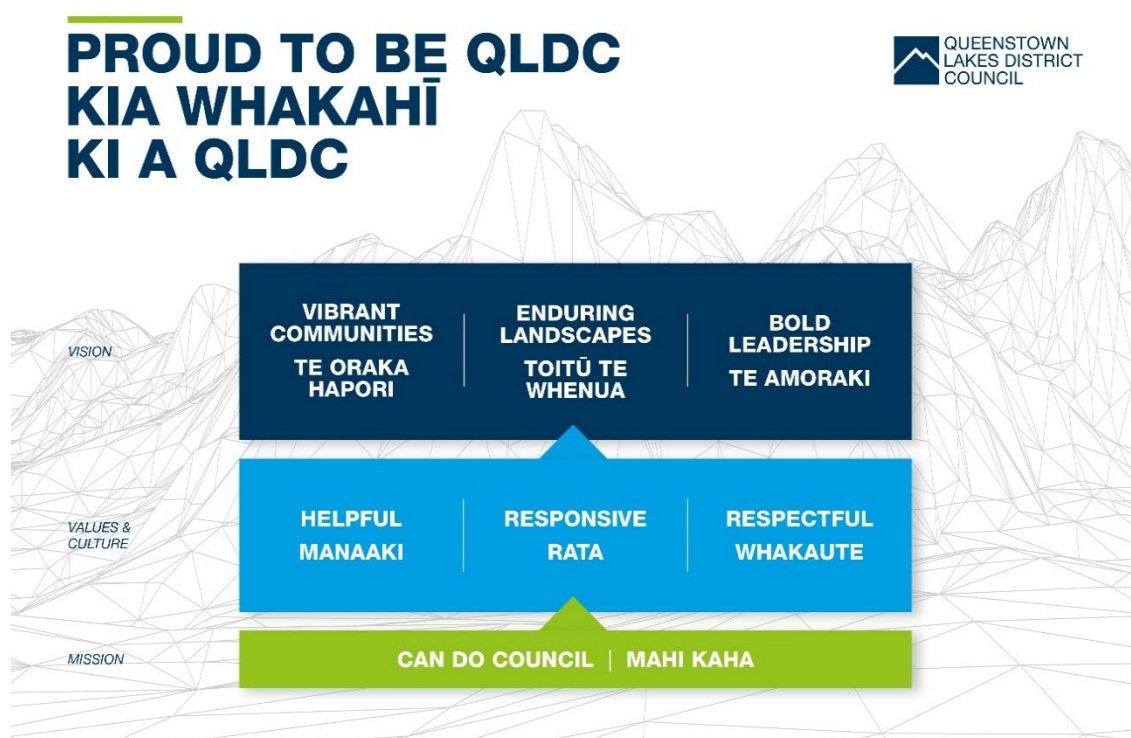 PROUD TO BE QLDC
KIA WHAKAHĪ
KI A QLDC
QUEENSTOWN
LAKES DISTRICT
COUNCIL
VISION
VIBRANT
COMMUNITIES
TE ORAKA
HAPORI
ENDURING
LANDSCAPES
TOITŪ TE
WHENUA
BOLD
LEADERSHIP
TE AMORAKI
VALUES &
CULTURE
HELPFUL
MANAAKI
RESPONSIVE
RATA
RESPECTFUL
WHAKAUTE
MISSION
CAN DO COUNCIL | MAHI KAHA